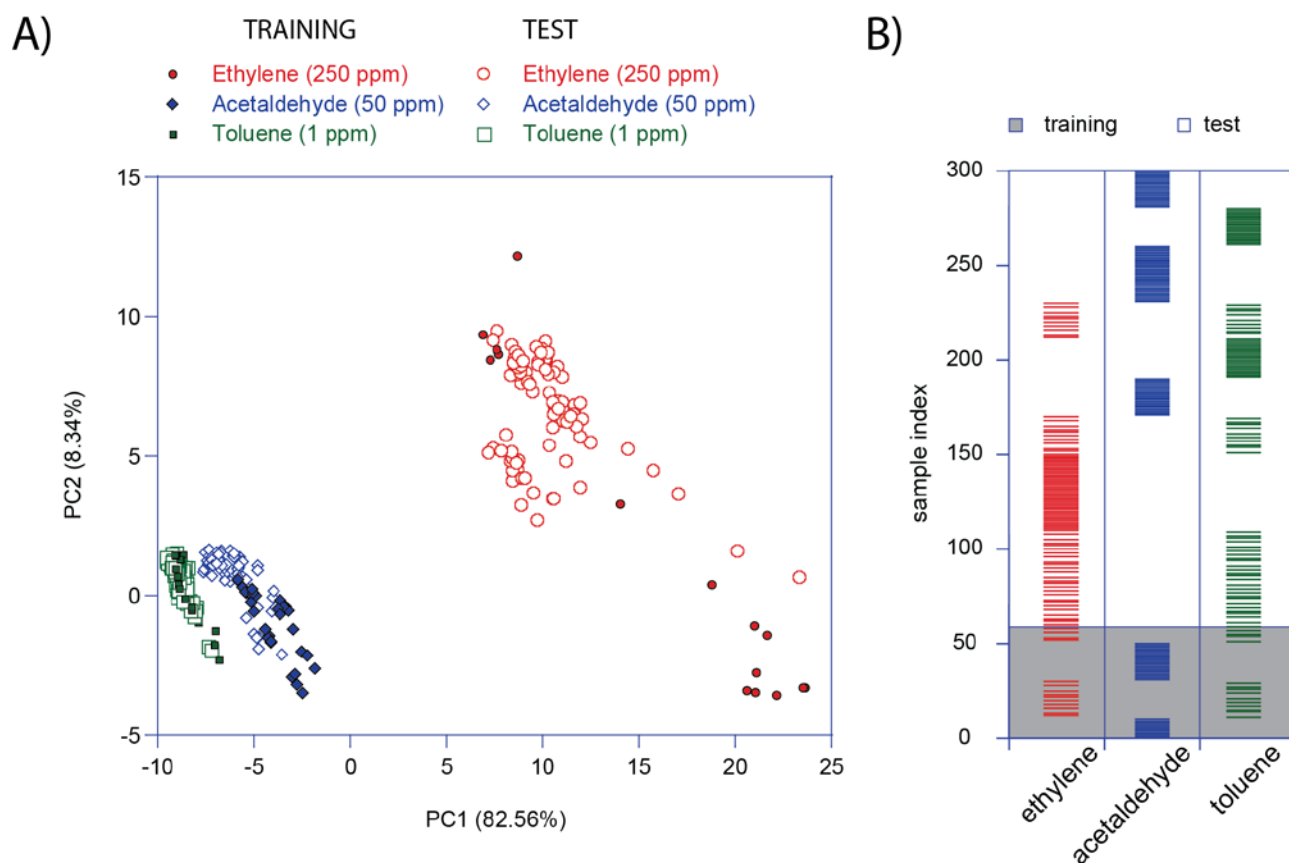 A)
TRAINING TEST
Ethylene (250 ppm) Ethylene (250 ppm)
Acetaldehyde (50 ppm) Acetaldehyde (50 ppm)
Toluene (1 ppm) Toluene (1 ppm)
15
10
5
0
-5
PC2 (8.34%)
-10 -5 0 5 10 15 20 25
PC1 (82.56%)
B)
training test
300
250
200
150
100
50
0
sample index
ethylene
acetaldehyde
toluene